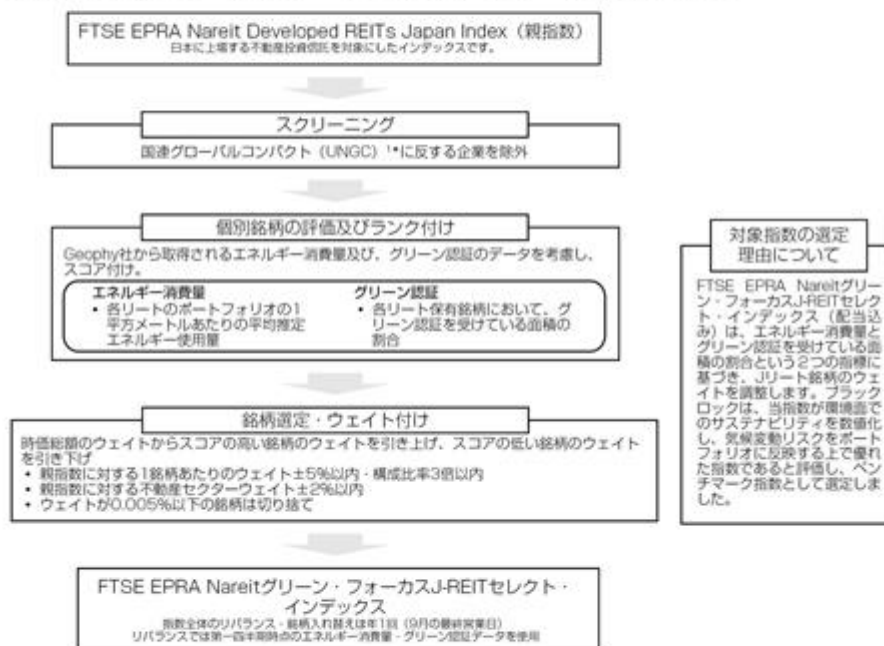 FTSE EPRA Nareit Developed REITs Japan Index（親指数）
日本に上場する不動産投資信託を対象にしたインデックスです。
スクリーニング
国連グローバルコンパクト（UNGC）¹*に反する企業を除外
個別銘柄の評価及びランク付け
Geophy社から取得されるエネルギー消費量及び、グリーン認証のデータを考慮し、
スコア付け。
エネルギー消費量
• 各リートのポートフォリオの1
平方メートルあたりの平均推定
エネルギー使用量
グリーン認証
• 各リート保有銘柄において、グ
リーン認証を受けている面積の
割合
銘柄選定・ウェイト付け
時価総額のウェイトからスコアの高い銘柄のウェイトを引き上げ、スコアの低い銘柄のウェイト
を引き下げ
• 親指数に対する1銘柄あたりのウェイト±5%以内・構成比率3倍以内
• 親指数に対する不動産セクターウェイト±2%以内
• ウェイトが0.005%以下の銘柄は切り捨て
FTSE EPRA Nareitグリーン・フォーカスJ-REITセレクト・
インデックス
指数全体のリバランス・銘柄入れ替えは年1回（9月の最終営業日）
リバランスでは第一四半期時点のエネルギー消費量・グリーン認証データを使用
対象指数の選定
理由について
FTSE EPRA Nareitグリー
ン・フォーカスJ-REITセレク
ト・インデックス（配当込
み）は、エネルギー消費量と
グリーン認証を受けている面
積の割合という2つの指標に
基づき、Jリート銘柄のウェ
イトを調整します。ブラック
ロックは、当指数が環境面で
のサステナビリティを数値化
し、気候変動リスクをポート
フォリオに反映する上で優れ
た指数であると評価し、ベン
チマーク指数として選定しま
した。